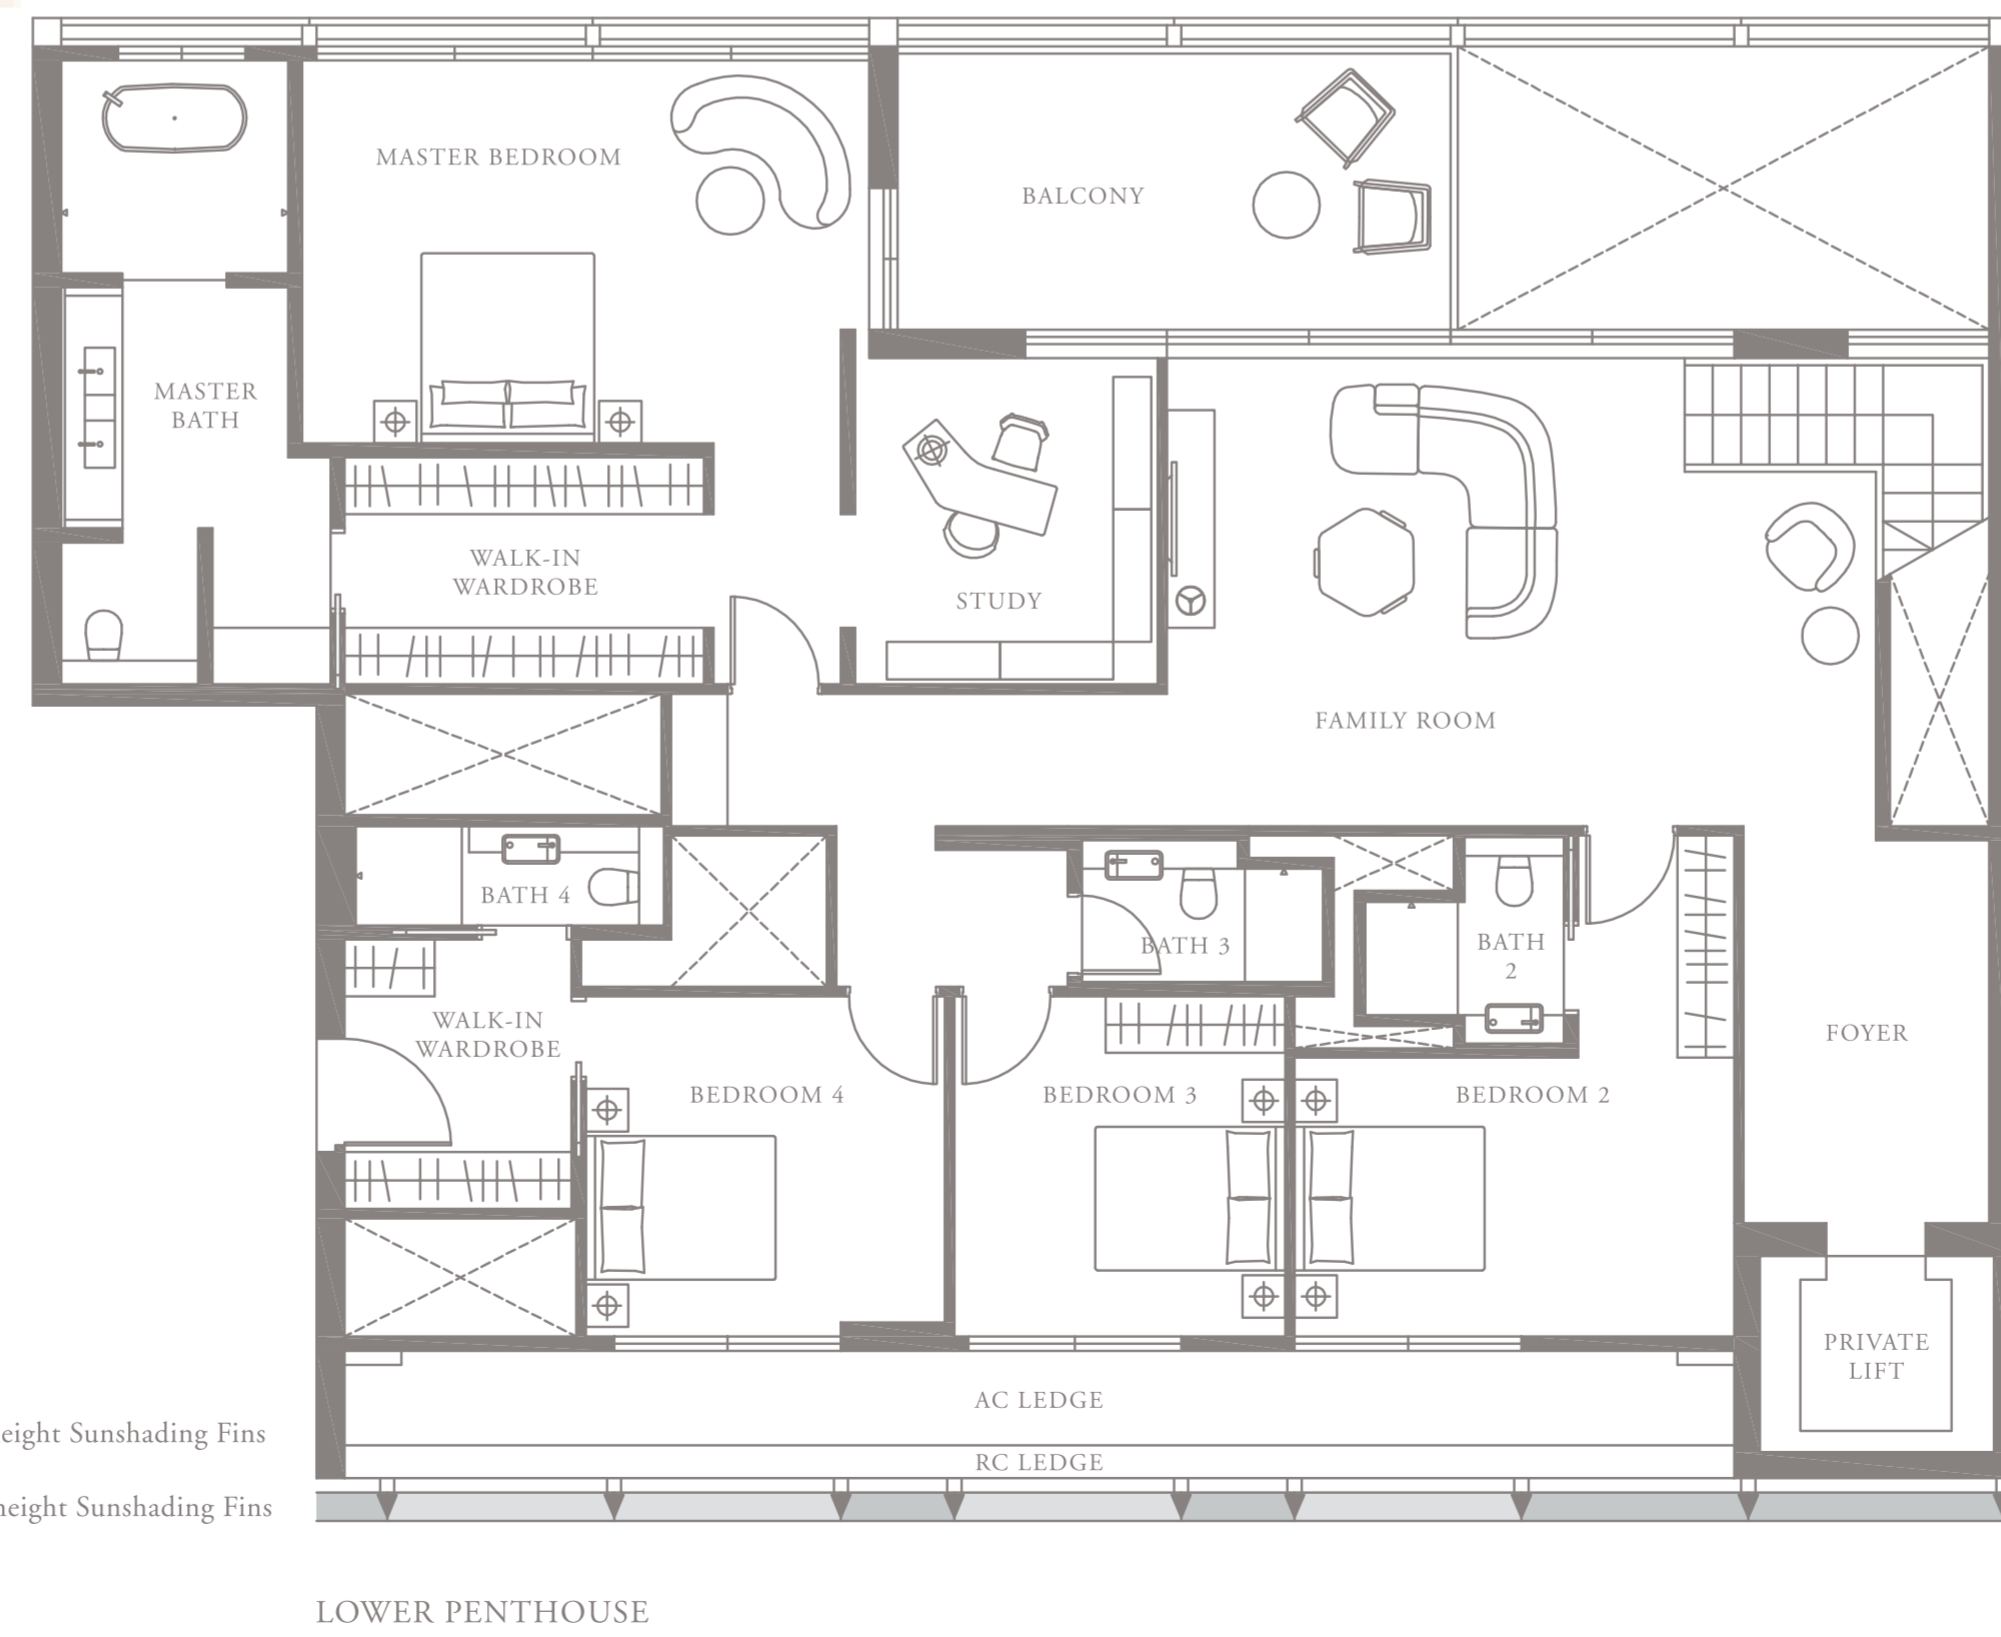 MASTER BEDROOM
BALCONY
MASTER
BATH
WALK-IN
WARDROBE
STUDY
FAMILY ROOM
BATH 4
BATH 3
BATH
2
WALK-IN
WARDROBE
FOYER
BEDROOM 4
BEDROOM 3
BEDROOM 2
PRIVATE
LIFT
AC LEDGE
RC LEDGE
eight Sunshading Fins
height Sunshading Fins
LOWER PENTHOUSE